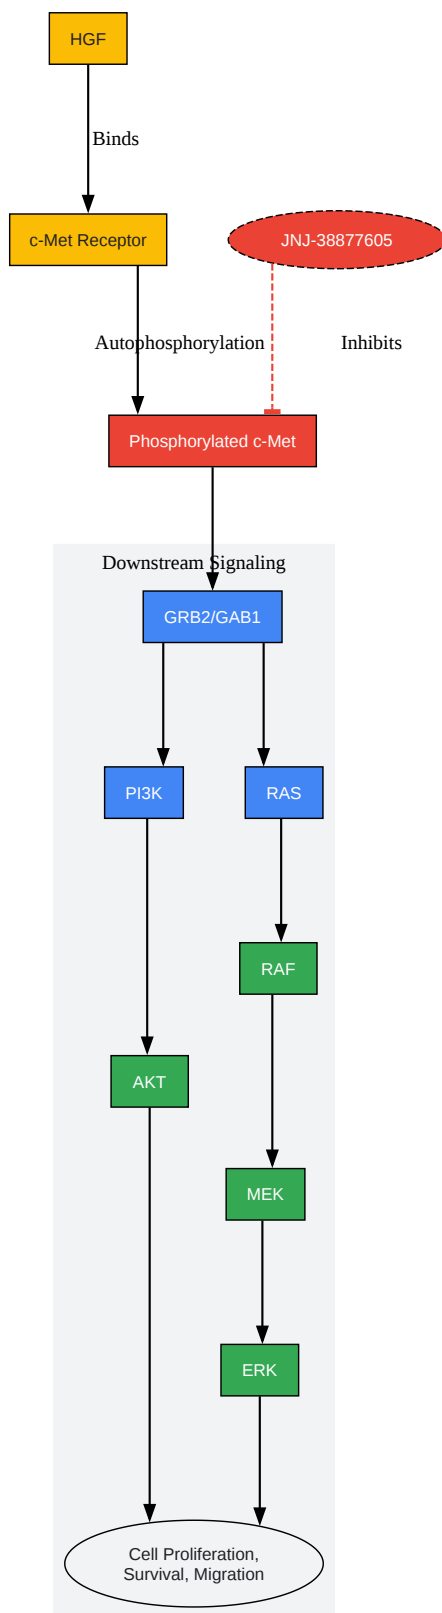 HGF
Binds
c-Met Receptor
JNJ-38877605
Autophosphorylation
Inhibits
Phosphorylated c-Met
Downstream Signaling
GRB2/GAB1
PI3K
RAS
RAF
AKT
MEK
ERK
Cell Proliferation,
Survival, Migration